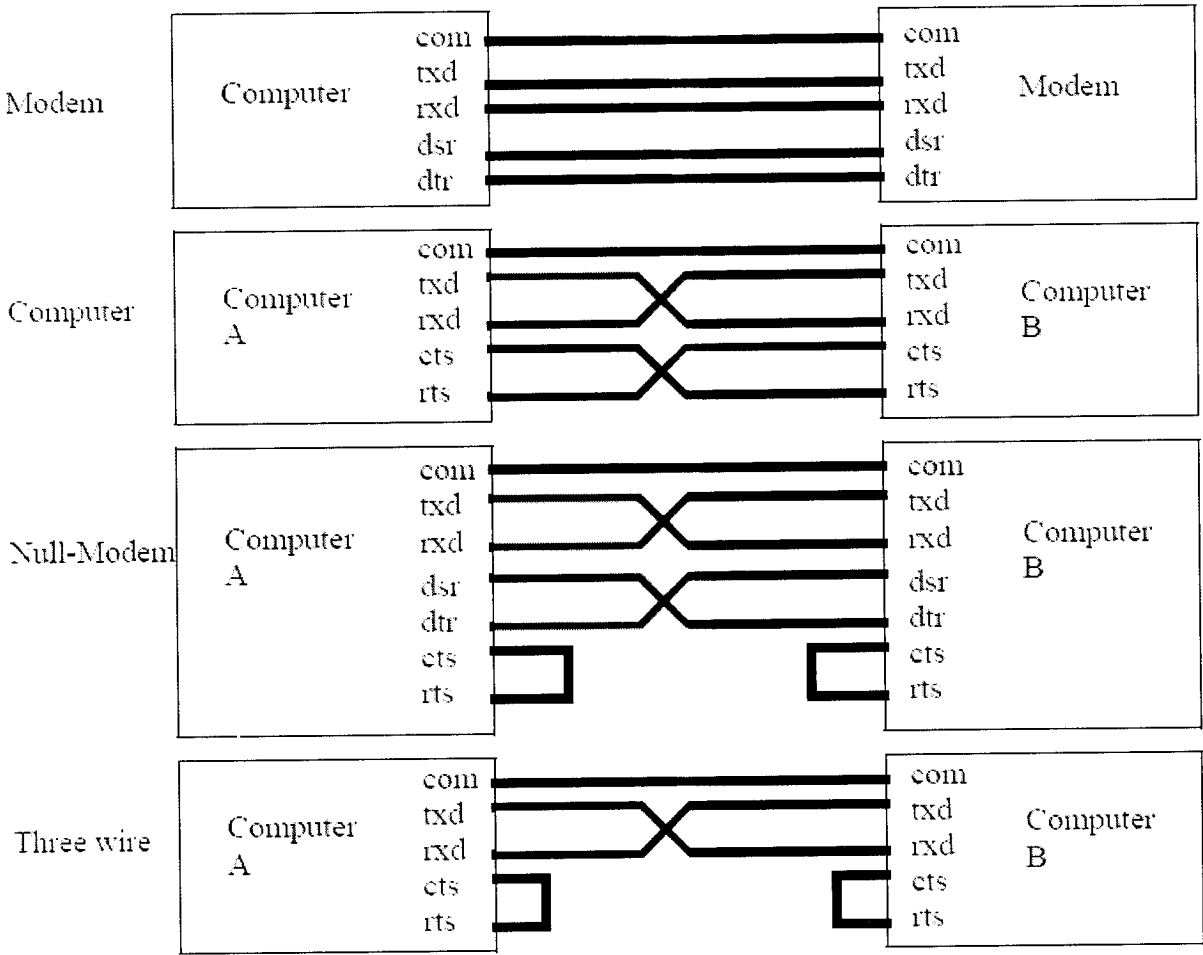 Modem
Computer
com
txd
rxd
dsr
dtr
com
txd
rxd
dsr
dtr
Modem
Computer
Computer
A
com
txd
rxd
cts
rts
com
txd
rxd
cts
rts
Computer
B
Null-Modem
Computer
A
com
txd
rxd
dsr
dtr
cts
rts
com
txd
rxd
dsr
dtr
cts
rts
Computer
B
Three wire
Computer
A
com
txd
rxd
cts
rts
com
txd
rxd
cts
rts
Computer
B